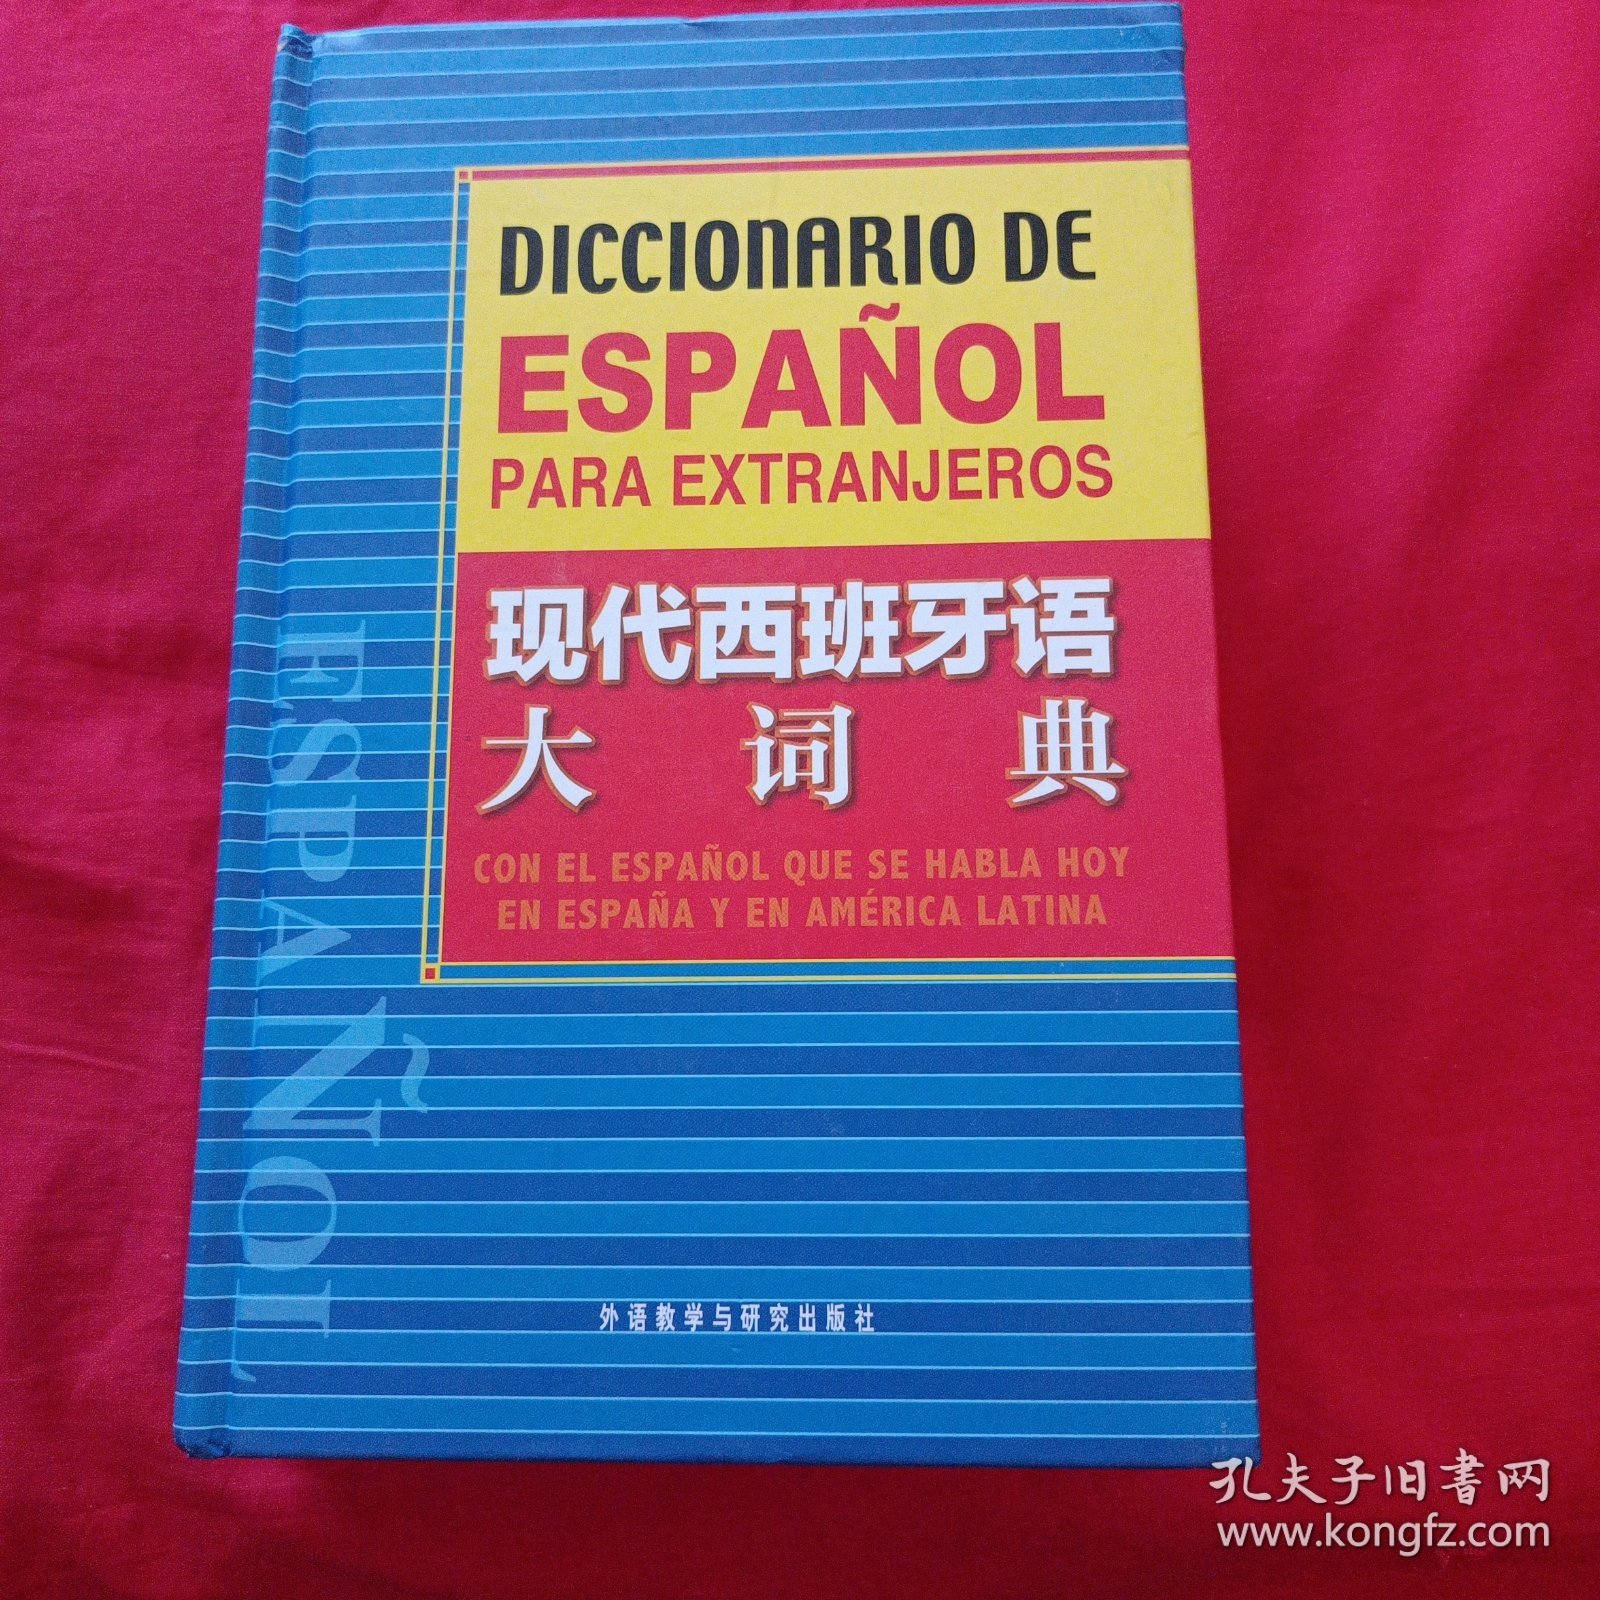 DICCIONARIO DE
ESPAÑOL
PARA EXTRANJEROS
现代西班牙语
大词典
CON EL ESPAÑOL QUE SE HABLA HOY
EN ESPAÑA Y EN AMÉRICA LATINA
ESPAÑOL
外语教学与研究出版社
孔夫子旧书网
www.kongfz.com